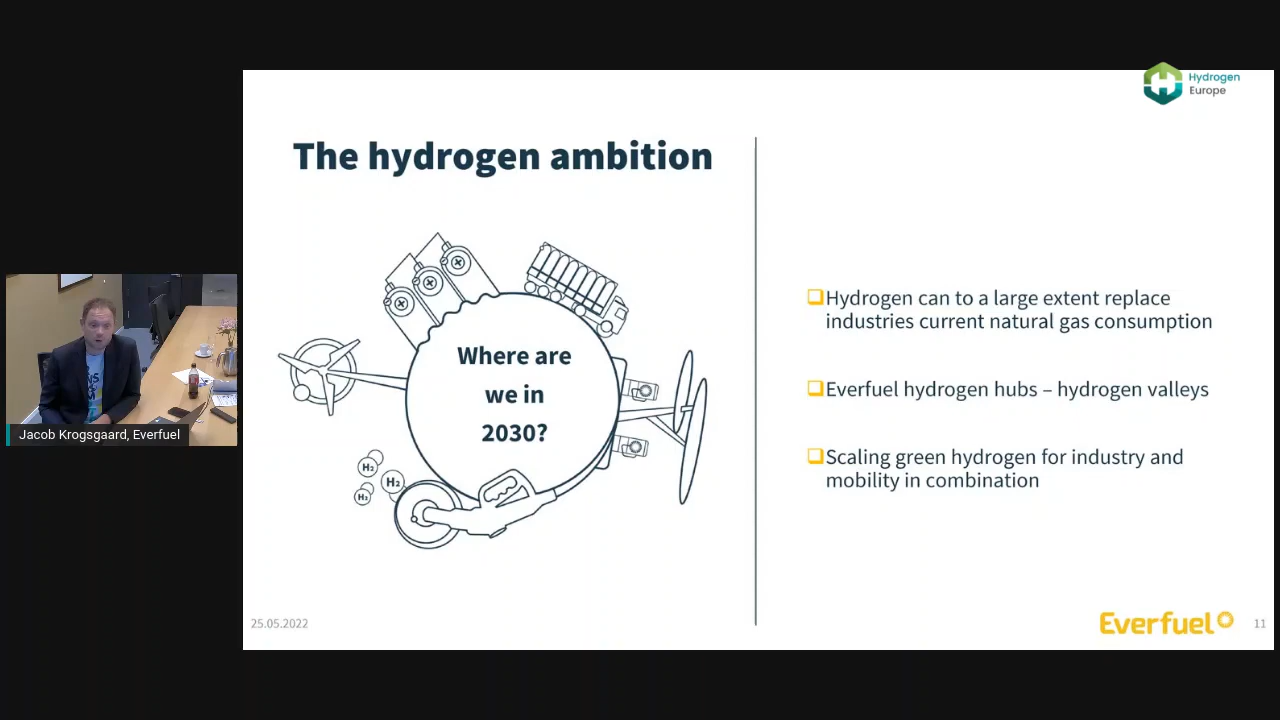 Hydrogen
Europe
The hydrogen ambition
Where are
we in
2030?
H₂
H₂
H₂
Hydrogen can to a large extent replace
industries current natural gas consumption
Everfuel hydrogen hubs – hydrogen valleys
Scaling green hydrogen for industry and
mobility in combination
Jacob Krogsgaard, Everfuel
25.05.2022
Everfuel
11